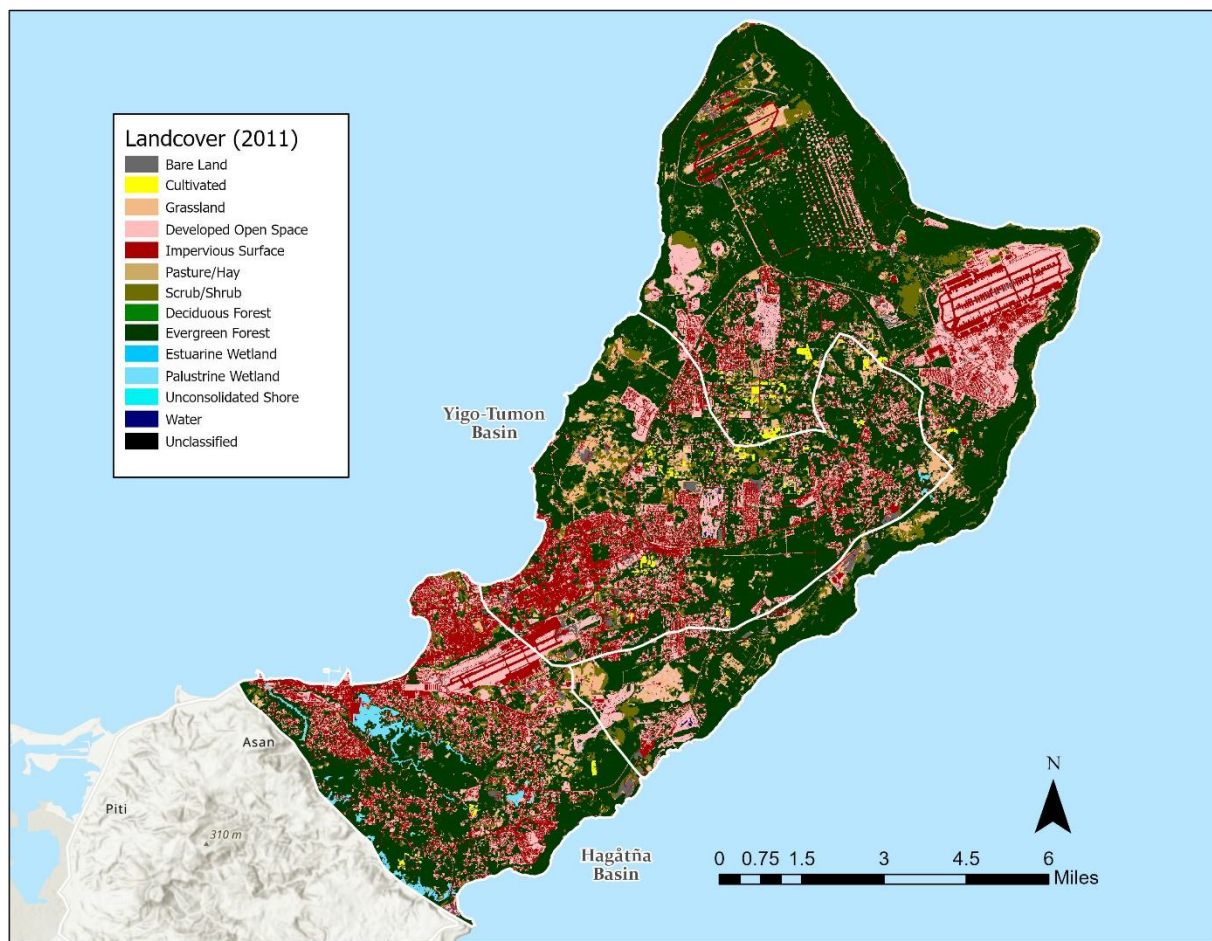 Landcover (2011)
Bare Land
Cultivated
Grassland
Developed Open Space
Impervious Surface
Pasture/Hay
Scrub/Shrub
Deciduous Forest
Evergreen Forest
Estuarine Wetland
Palustrine Wetland
Unconsolidated Shore
Water
Unclassified
Yigo-Tumon
Basin
Asan
Piti
310 m
Hagåtña
Basin
N
0 0.75 1.5 3 4.5 6
Miles